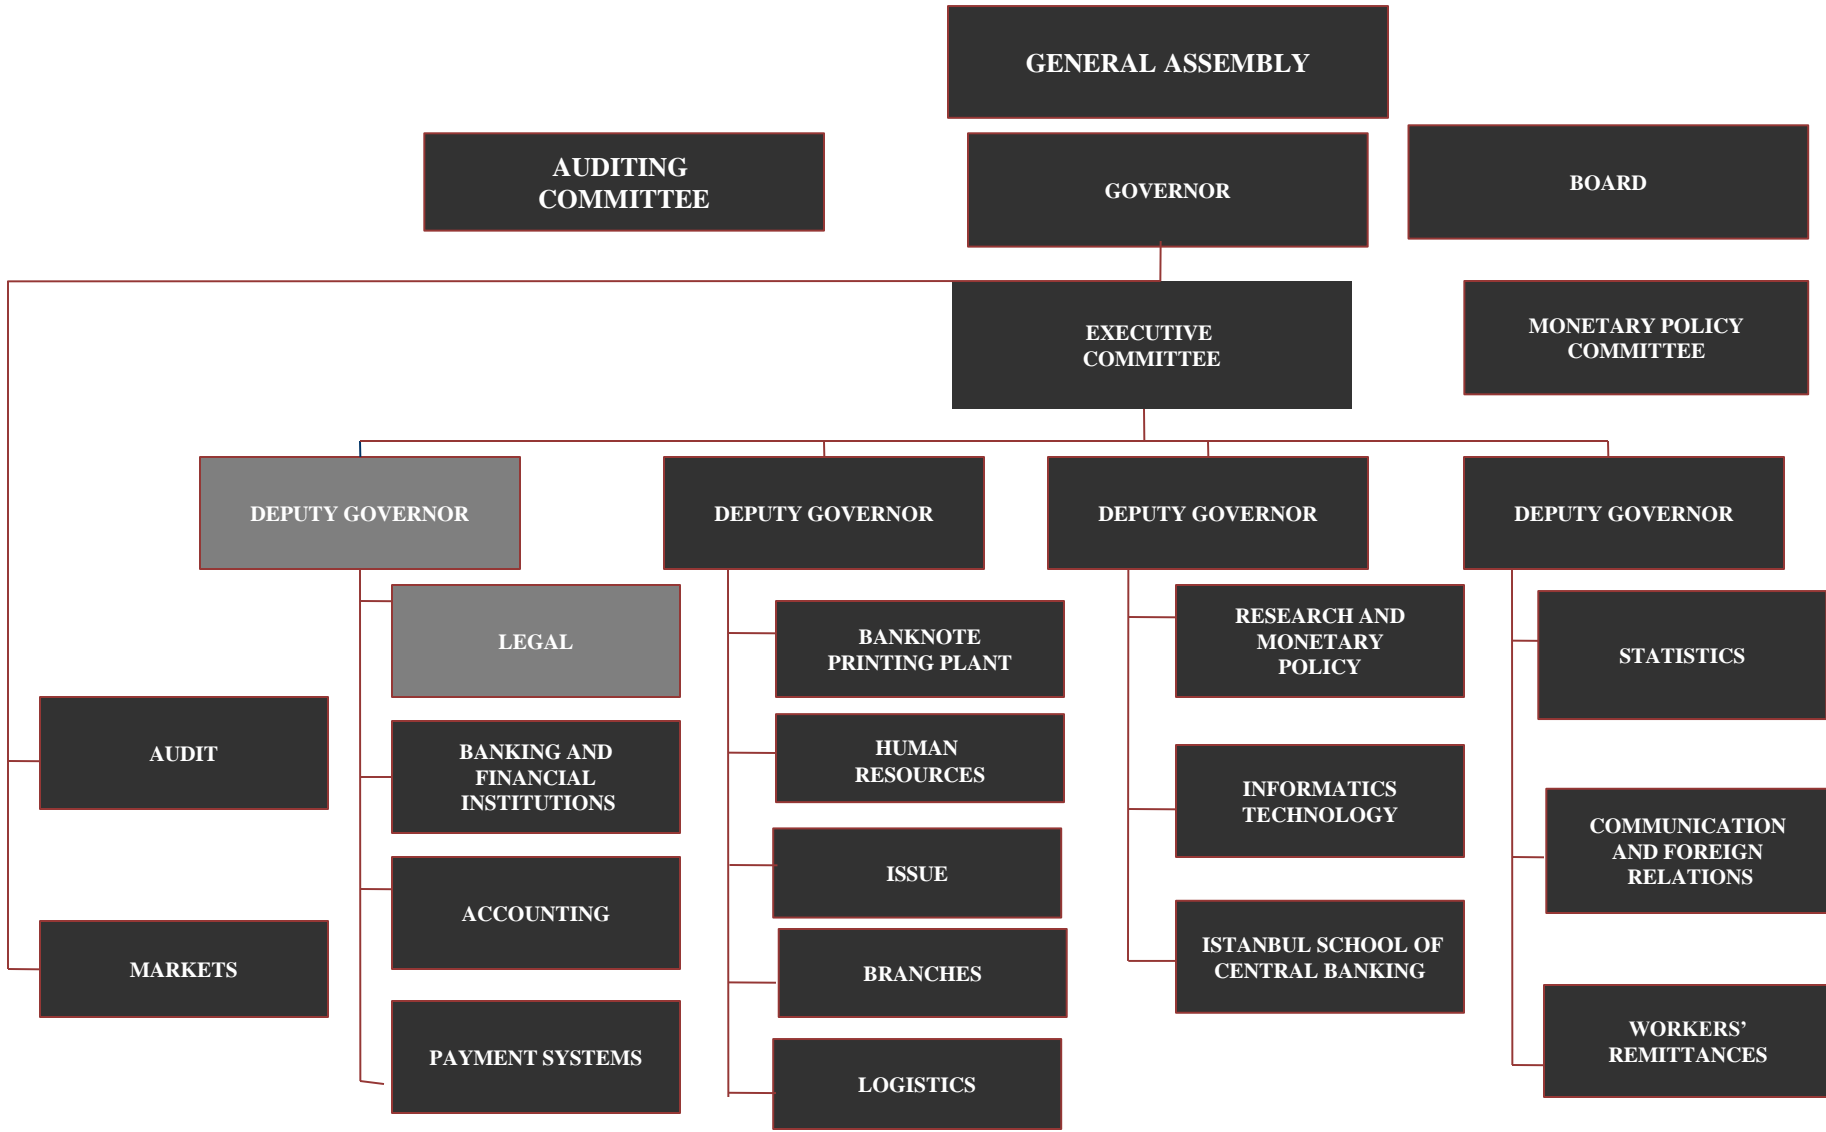 GENERAL ASSEMBLY
AUDITING
COMMITTEE
GOVERNOR
BOARD
EXECUTIVE
COMMITTEE
MONETARY POLICY
COMMITTEE
DEPUTY GOVERNOR
DEPUTY GOVERNOR
DEPUTY GOVERNOR
DEPUTY GOVERNOR
LEGAL
BANKING AND
FINANCIAL
INSTITUTIONS
ACCOUNTING
PAYMENT SYSTEMS
BANKNOTE
PRINTING PLANT
HUMAN
RESOURCES
ISSUE
BRANCHES
LOGISTICS
RESEARCH AND
MONETARY
POLICY
INFORMATICS
TECHNOLOGY
ISTANBUL SCHOOL OF
CENTRAL BANKING
STATISTICS
COMMUNICATION
AND FOREIGN
RELATIONS
WORKERS’
REMITTANCES
AUDIT
MARKETS